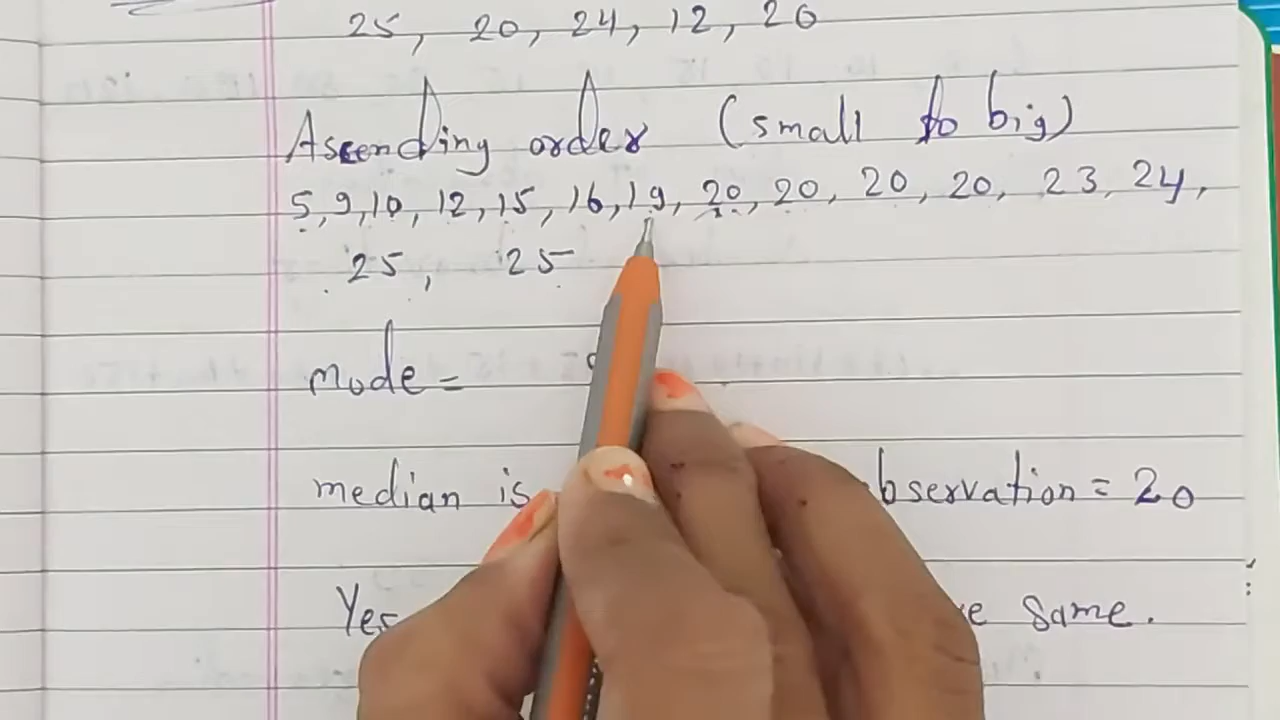 25, 20, 24, 12, 20
Ascending order (small to big)
5, 9, 10, 12, 15, 16, 19, 20, 20, 20, 20, 23, 24,
25, 25
mode =
median is observation = 20
Yes same.